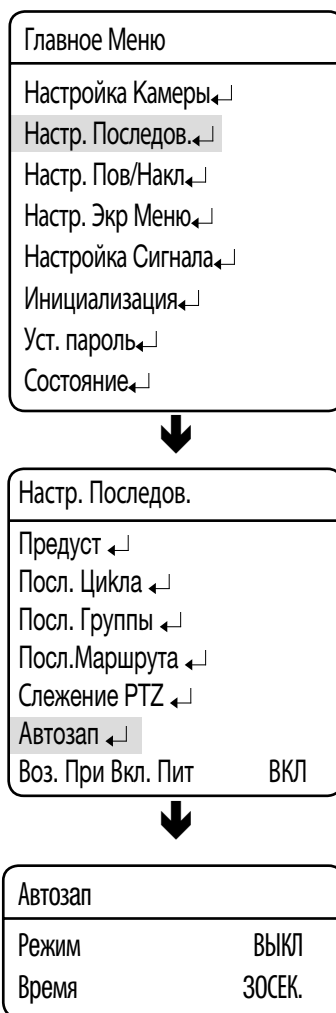 Главное Меню
Настройка Камеры↵
Настр. Последов.↵
Настр. Пов/Накл↵
Настр. Экр Меню↵
Настройка Сигнала↵
Инициализация↵
Уст. пароль↵
Состояние↵
Настр. Последов.
Предуст ↵
Посл. Цикла ↵
Посл. Группы ↵
Посл.Маршрута ↵
Слежение PTZ ↵
Автозап ↵
Воз. При Вкл. Пит ВКЛ
Автозап
Режим ВЫКЛ
Время 30СЕК.